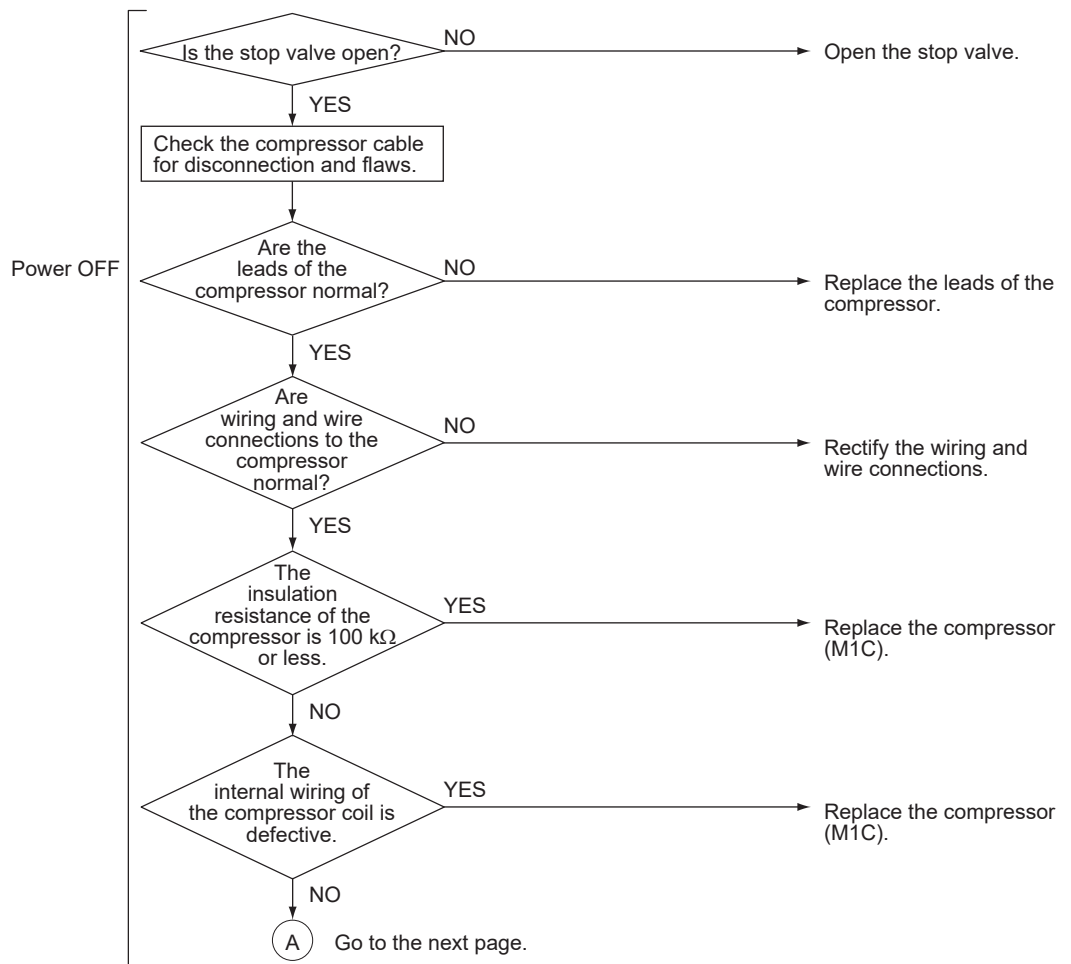 Is the stop valve open?
NO
Open the stop valve.
YES
Check the compressor cable
for disconnection and flaws.
Power OFF
Are the
leads of the
compressor normal?
NO
Replace the leads of the
compressor.
YES
Are
wiring and wire
connections to the
compressor
normal?
NO
Rectify the wiring and
wire connections.
YES
The
insulation
resistance of the
compressor is 100 kΩ
or less.
YES
Replace the compressor
(M1C).
NO
The
internal wiring of
the compressor coil is
defective.
YES
Replace the compressor
(M1C).
NO
A
Go to the next page.